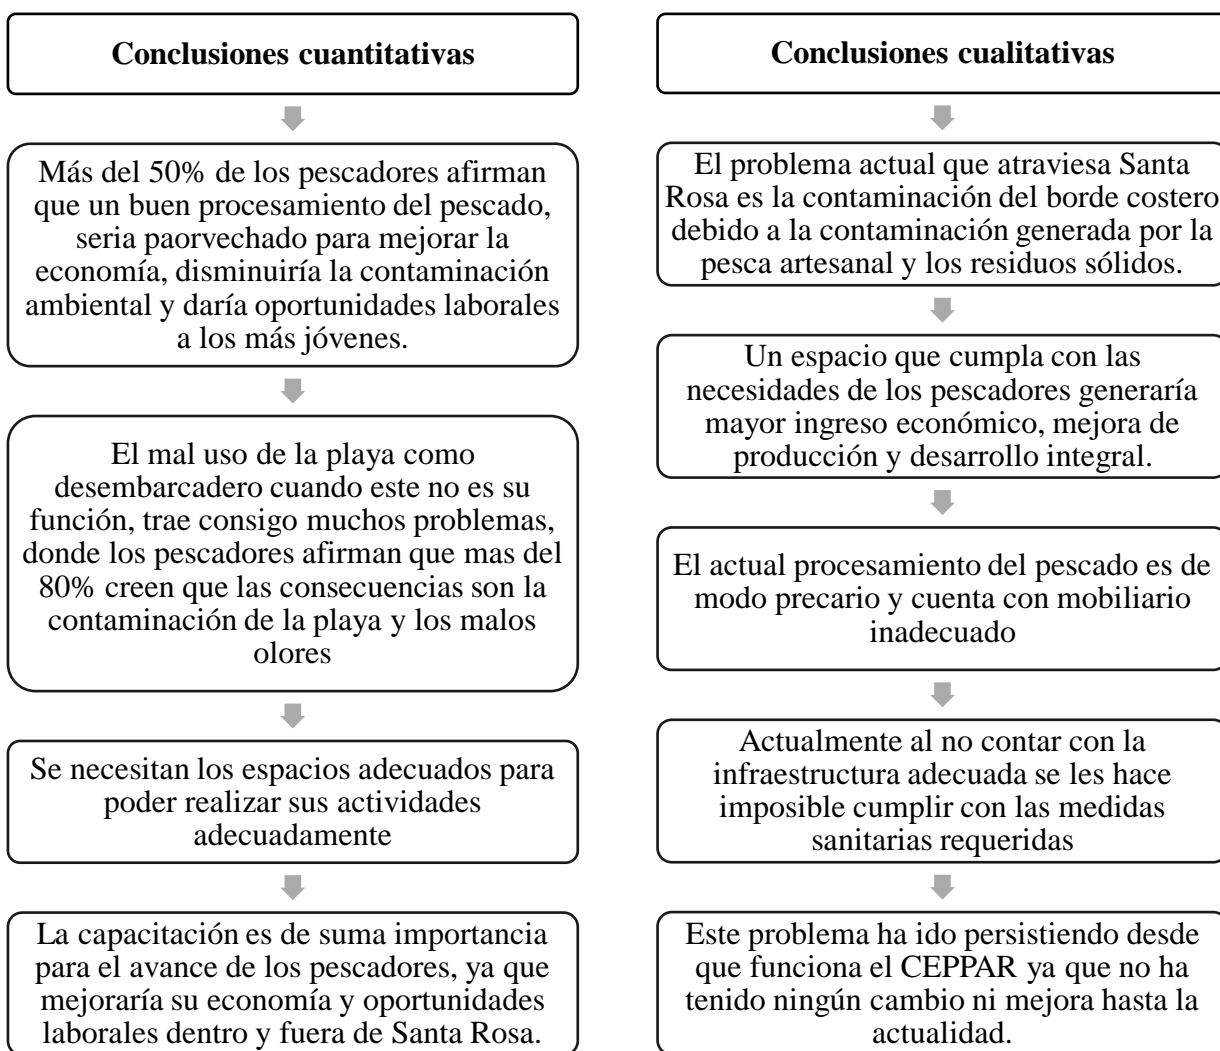 Conclusiones cuantitativas
Más del 50% de los pescadores afirman
que un buen procesamiento del pescado,
seria paorvechado para mejorar la
economía, disminuiría la contaminación
ambiental y daría oportunidades laborales
a los más jóvenes.
El mal uso de la playa como
desembarcadero cuando este no es su
función, trae consigo muchos problemas,
donde los pescadores afirman que mas del
80% creen que las consecuencias son la
contaminación de la playa y los malos
olores
Se necesitan los espacios adecuados para
poder realizar sus actividades
adecuadamente
La capacitación es de suma importancia
para el avance de los pescadores, ya que
mejoraría su economía y oportunidades
laborales dentro y fuera de Santa Rosa.
Conclusiones cualitativas
El problema actual que atraviesa Santa
Rosa es la contaminación del borde costero
debido a la contaminación generada por la
pesca artesanal y los residuos sólidos.
Un espacio que cumpla con las
necesidades de los pescadores generaría
mayor ingreso económico, mejora de
producción y desarrollo integral.
El actual procesamiento del pescado es de
modo precario y cuenta con mobiliario
inadecuado
Actualmente al no contar con la
infraestructura adecuada se les hace
imposible cumplir con las medidas
sanitarias requeridas
Este problema ha ido persistiendo desde
que funciona el CEPPAR ya que no ha
tenido ningún cambio ni mejora hasta la
actualidad.